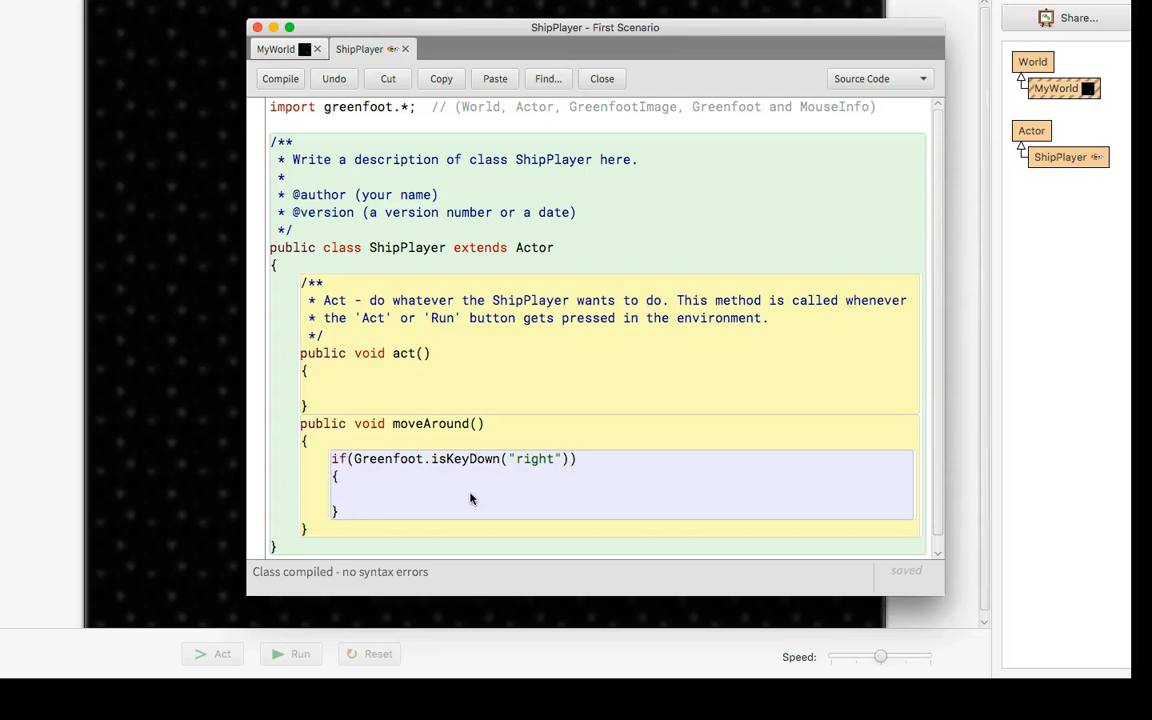 ShipPlayer - First Scenario
Share...
MyWorld
ShipPlayer
Compile Undo Cut Copy Paste Find... Close Source Code
World
MyWorld
Actor
ShipPlayer
import greenfoot.*;  // (World, Actor, GreenfootImage, Greenfoot and MouseInfo)
/**
 * Write a description of class ShipPlayer here.
 *
 * @author (your name)
 * @version (a version number or a date)
 */
public class ShipPlayer extends Actor
{
/**
 * Act - do whatever the ShipPlayer wants to do. This method is called whenever
 * the 'Act' or 'Run' button gets pressed in the environment.
 */
public void act()
{
}
public void moveAround()
{
if(Greenfoot.isKeyDown("right"))
{
}
}
}
Class compiled - no syntax errors
saved
Act Run Reset Speed: